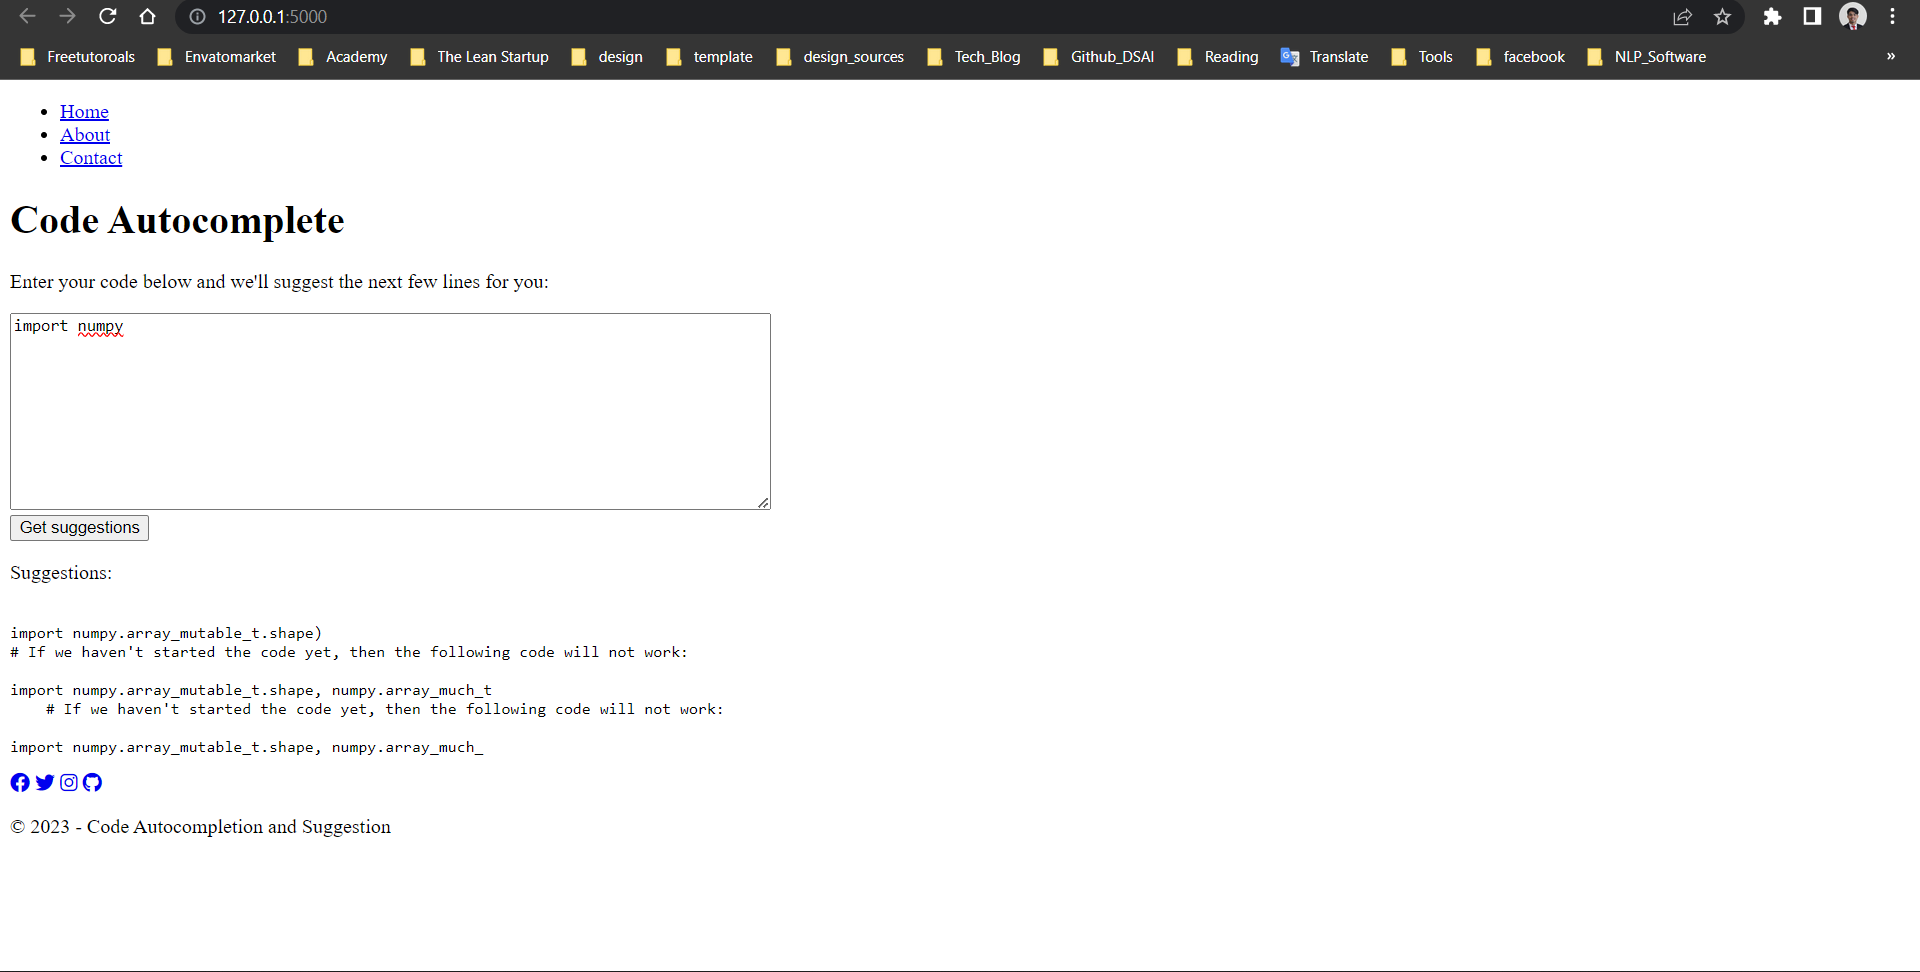 127.0.0.1:5000
Freetutoroals Envatomarket Academy The Lean Startup design template design_sources Tech_Blog Github_DSAI Reading Translate Tools facebook NLP_Software »
Home
About
Contact
Code Autocomplete
Enter your code below and we'll suggest the next few lines for you:
import numpy
Get suggestions
Suggestions:
import numpy.array_mutable_t.shape)
# If we haven't started the code yet, then the following code will not work:
import numpy.array_mutable_t.shape, numpy.array_much_t
# If we haven't started the code yet, then the following code will not work:
import numpy.array_mutable_t.shape, numpy.array_much_
© 2023 - Code Autocompletion and Suggestion